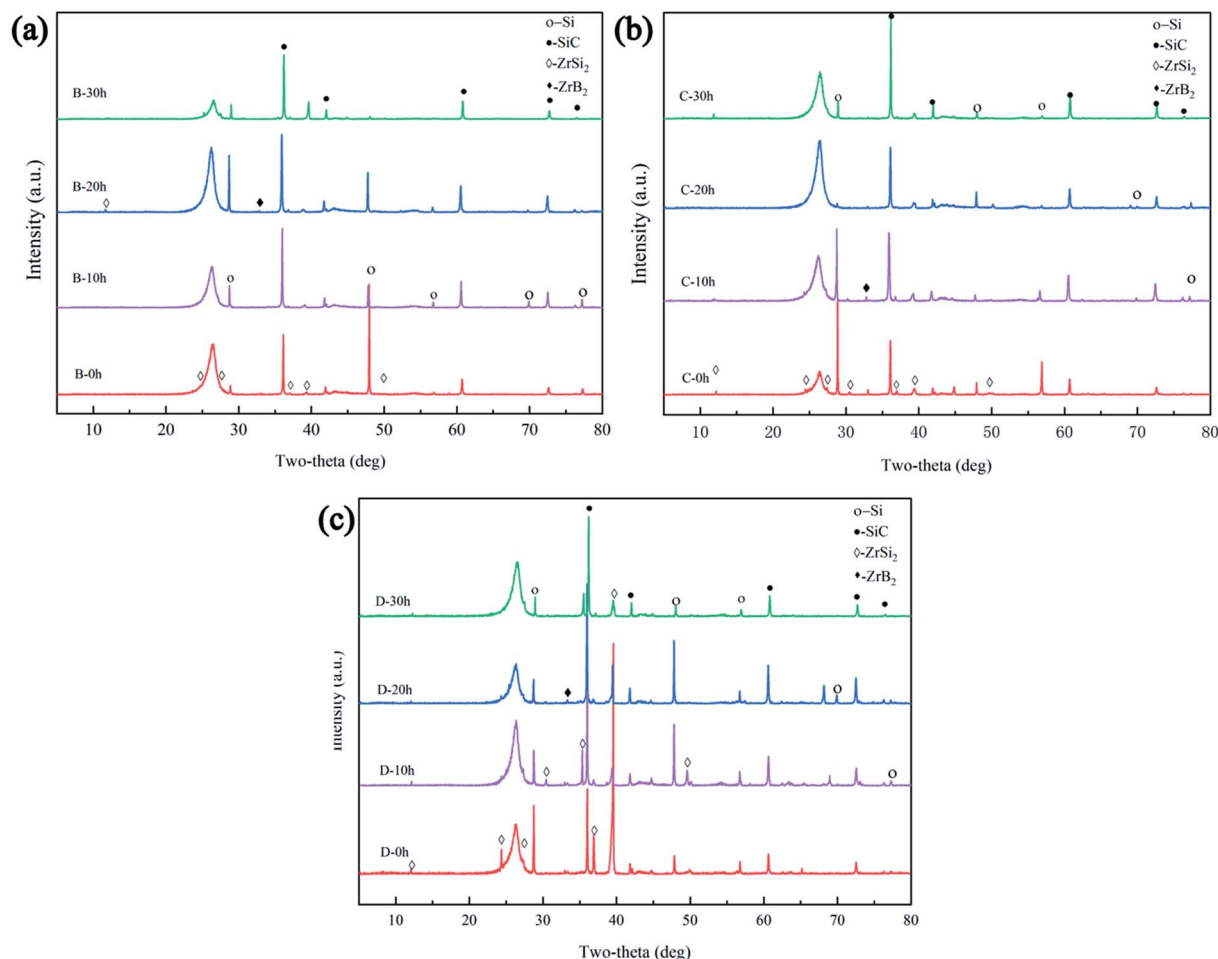 (a)
o–Si
●-SiC
◇-ZrSi₂
◆-ZrB₂
B-30h
B-20h
B-10h
B-0h
Intensity (a.u.)
10 20 30 40 50 60 70 80
Two-theta (deg)
(b)
o–Si
●-SiC
◇-ZrSi₂
◆-ZrB₂
C-30h
C-20h
C-10h
C-0h
Intensity (a.u.)
10 20 30 40 50 60 70 80
Two-theta (deg)
(c)
o–Si
●-SiC
◇-ZrSi₂
◆-ZrB₂
D-30h
D-20h
D-10h
D-0h
Intensity (a.u.)
10 20 30 40 50 60 70 80
Two-theta (deg)